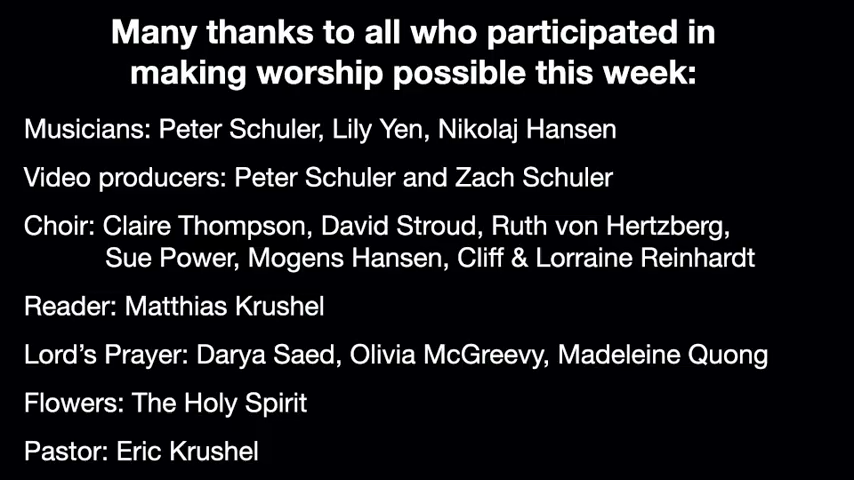 Many thanks to all who participated in
making worship possible this week:
Musicians: Peter Schuler, Lily Yen, Nikolaj Hansen
Video producers: Peter Schuler and Zach Schuler
Choir: Claire Thompson, David Stroud, Ruth von Hertzberg,
Sue Power, Mogens Hansen, Cliff & Lorraine Reinhardt
Reader: Matthias Krushel
Lord’s Prayer: Darya Saed, Olivia McGreevy, Madeleine Quong
Flowers: The Holy Spirit
Pastor: Eric Krushel